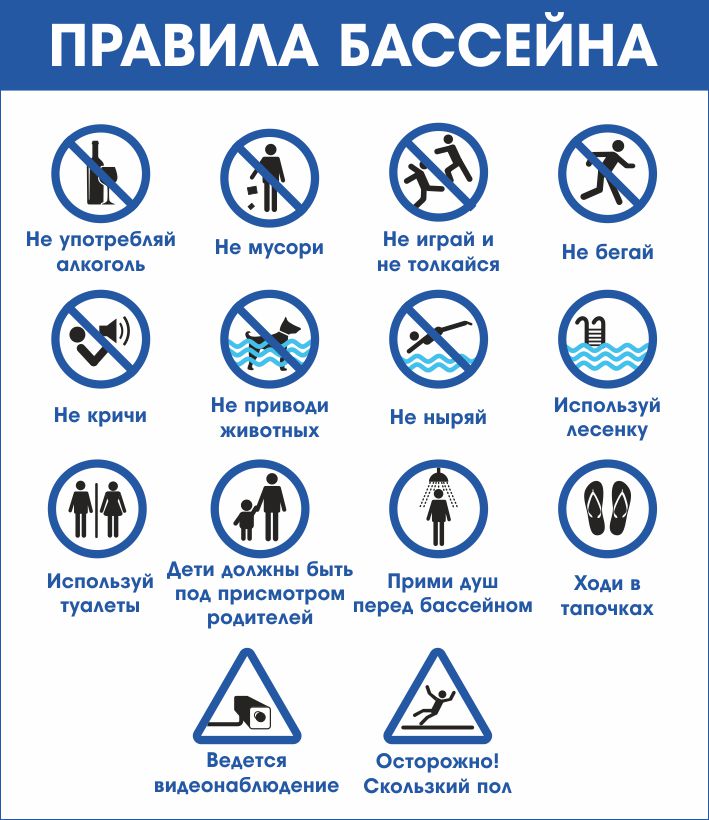 ПРАВИЛА БАССЕЙНА
Не употребляй
алкоголь
Не мусори
Не играй и
не толкайся
Не бегай
Не кричи
Не приводи
животных
Не ныряй
Используй
лесенку
Используй
туалеты
Дети должны быть
под присмотром
родителей
Прими душ
перед бассейном
Ходи в
тапочках
Ведется
видеонаблюдение
Осторожно!
Скользкий пол